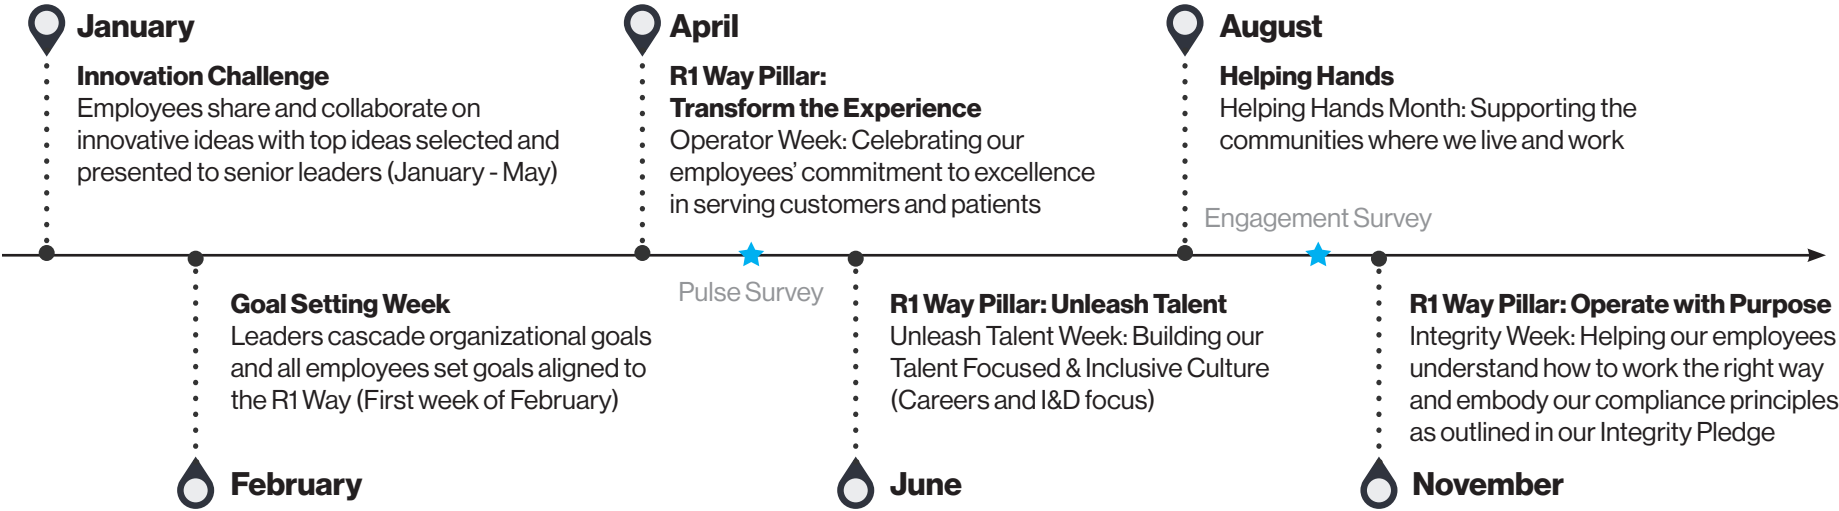 January
Innovation Challenge
Employees share and collaborate on
innovative ideas with top ideas selected and
presented to senior leaders (January - May)
April
R1 Way Pillar:
Transform the Experience
Operator Week: Celebrating our
employees' commitment to excellence
in serving customers and patients
August
Helping Hands
Helping Hands Month: Supporting the
communities where we live and work
Engagement Survey
Pulse Survey
Goal Setting Week
Leaders cascade organizational goals
and all employees set goals aligned to
the R1 Way (First week of February)
February
R1 Way Pillar: Unleash Talent
Unleash Talent Week: Building our
Talent Focused & Inclusive Culture
(Careers and I&D focus)
June
R1 Way Pillar: Operate with Purpose
Integrity Week: Helping our employees
understand how to work the right way
and embody our compliance principles
as outlined in our Integrity Pledge
November